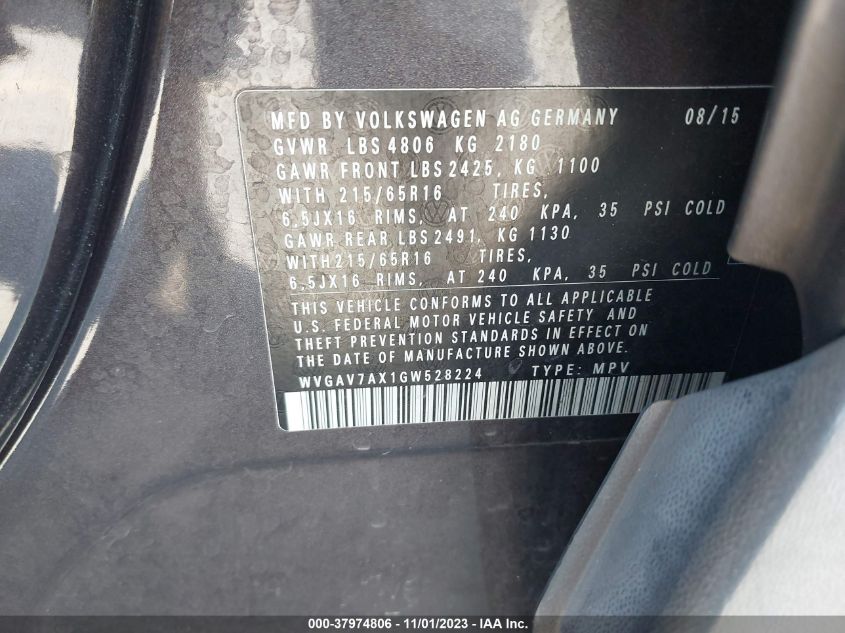 MFD BY VOLKSWAGEN AG GERMANY 08/15
GVWR LBS 4806 KG 2180
GAWR FRONT LBS 2425, KG 1100
WITH 215/65R16 TIRES,
6,5JX16 RIMS, AT 240 KPA, 35 PSI COLD
GAWR REAR LBS 2491, KG 1130
WITH215/65R16 TIRES,
6,5JX16 RIMS, AT 240 KPA, 35 PSI COLD
THIS VEHICLE CONFORMS TO ALL APPLICABLE
U.S. FEDERAL MOTOR VEHICLE SAFETY AND
THEFT PREVENTION STANDARDS IN EFFECT ON
THE DATE OF MANUFACTURE SHOWN ABOVE.
WVGAV7AX1GW528224 TYPE: MPV
000-37974806 - 11/01/2023 - © IAA Inc.